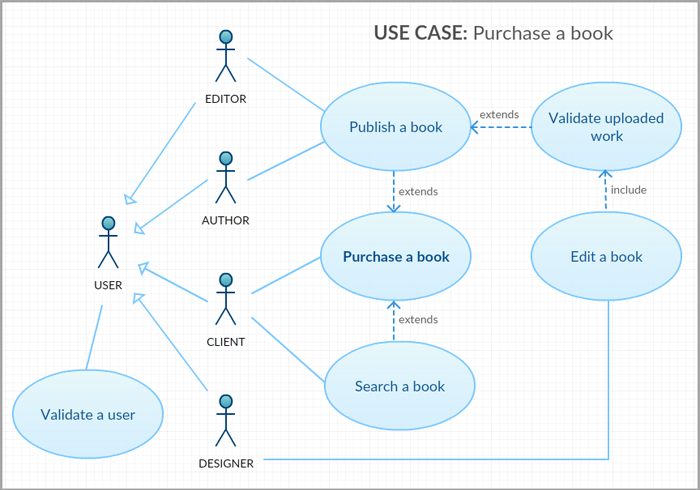 USE CASE: Purchase a book
EDITOR
Publish a book
extends
Validate uploaded
work
extends
include
AUTHOR
USER
Purchase a book
Edit a book
extends
CLIENT
Search a book
Validate a user
DESIGNER